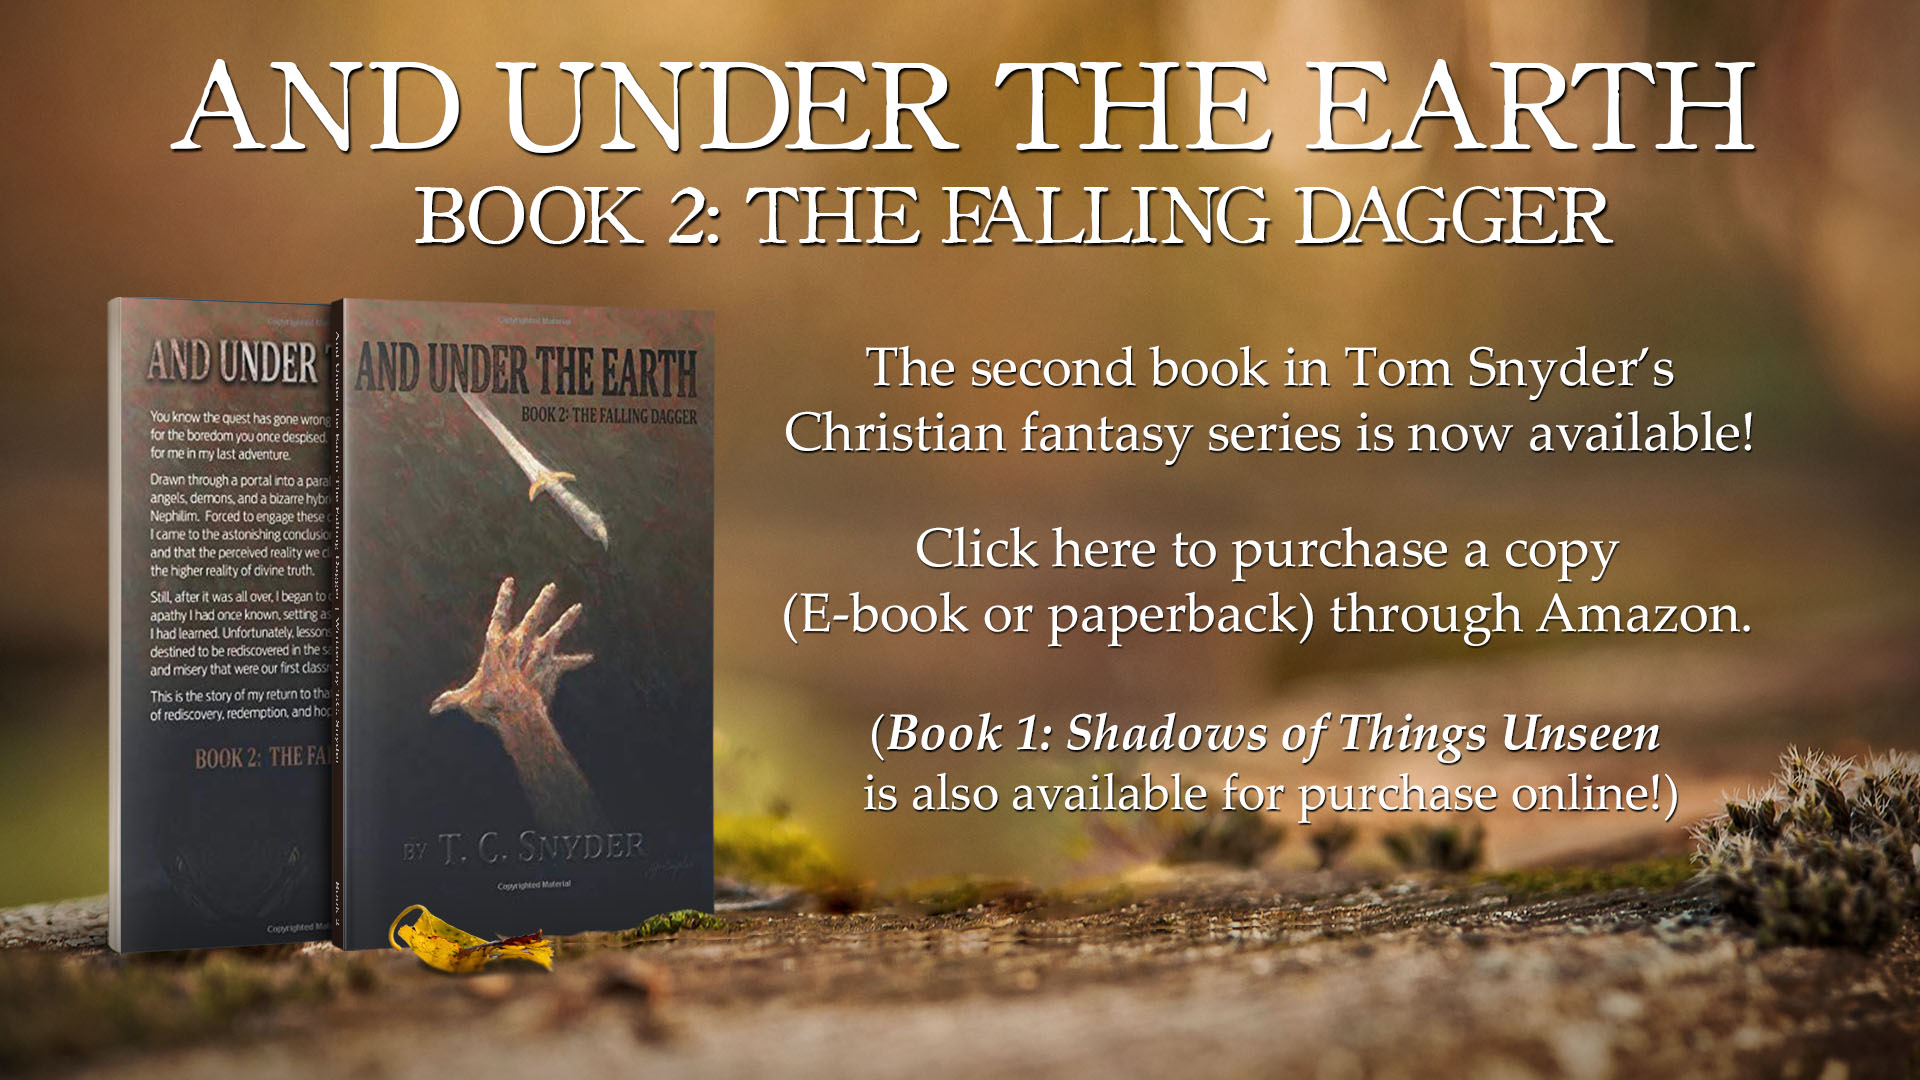 AND UNDER THE EARTH
BOOK 2: THE FALLING DAGGER
The second book in Tom Snyder's
Christian fantasy series is now available!
Click here to purchase a copy
(E-book or paperback) through Amazon.
(Book 1: Shadows of Things Unseen
is also available for purchase online!)
AND UNDER
You know the quest has gone wrong
for the boredom you once despised.
for me in my last adventure.
Drawn through a portal into a
angels, demons, and a bizarre
Nephilim. Forced to engage these
I came to the astonishing
and that the perceived reality we
the higher reality of divine truth.
Still, after it was all over, I began to
apathy I had once known, setting
I had learned. Unfortunately,
destined to be rediscovered in the
and misery that were our first
This is the story of my return to
of rediscovery, redemption, and
BOOK 2: THE
Copyrighted
Copyrighted Material
AND UNDER THE EARTH
BOOK 2: THE FALLING DAGGER
BY T. C. SNYDER
Copyrighted Material